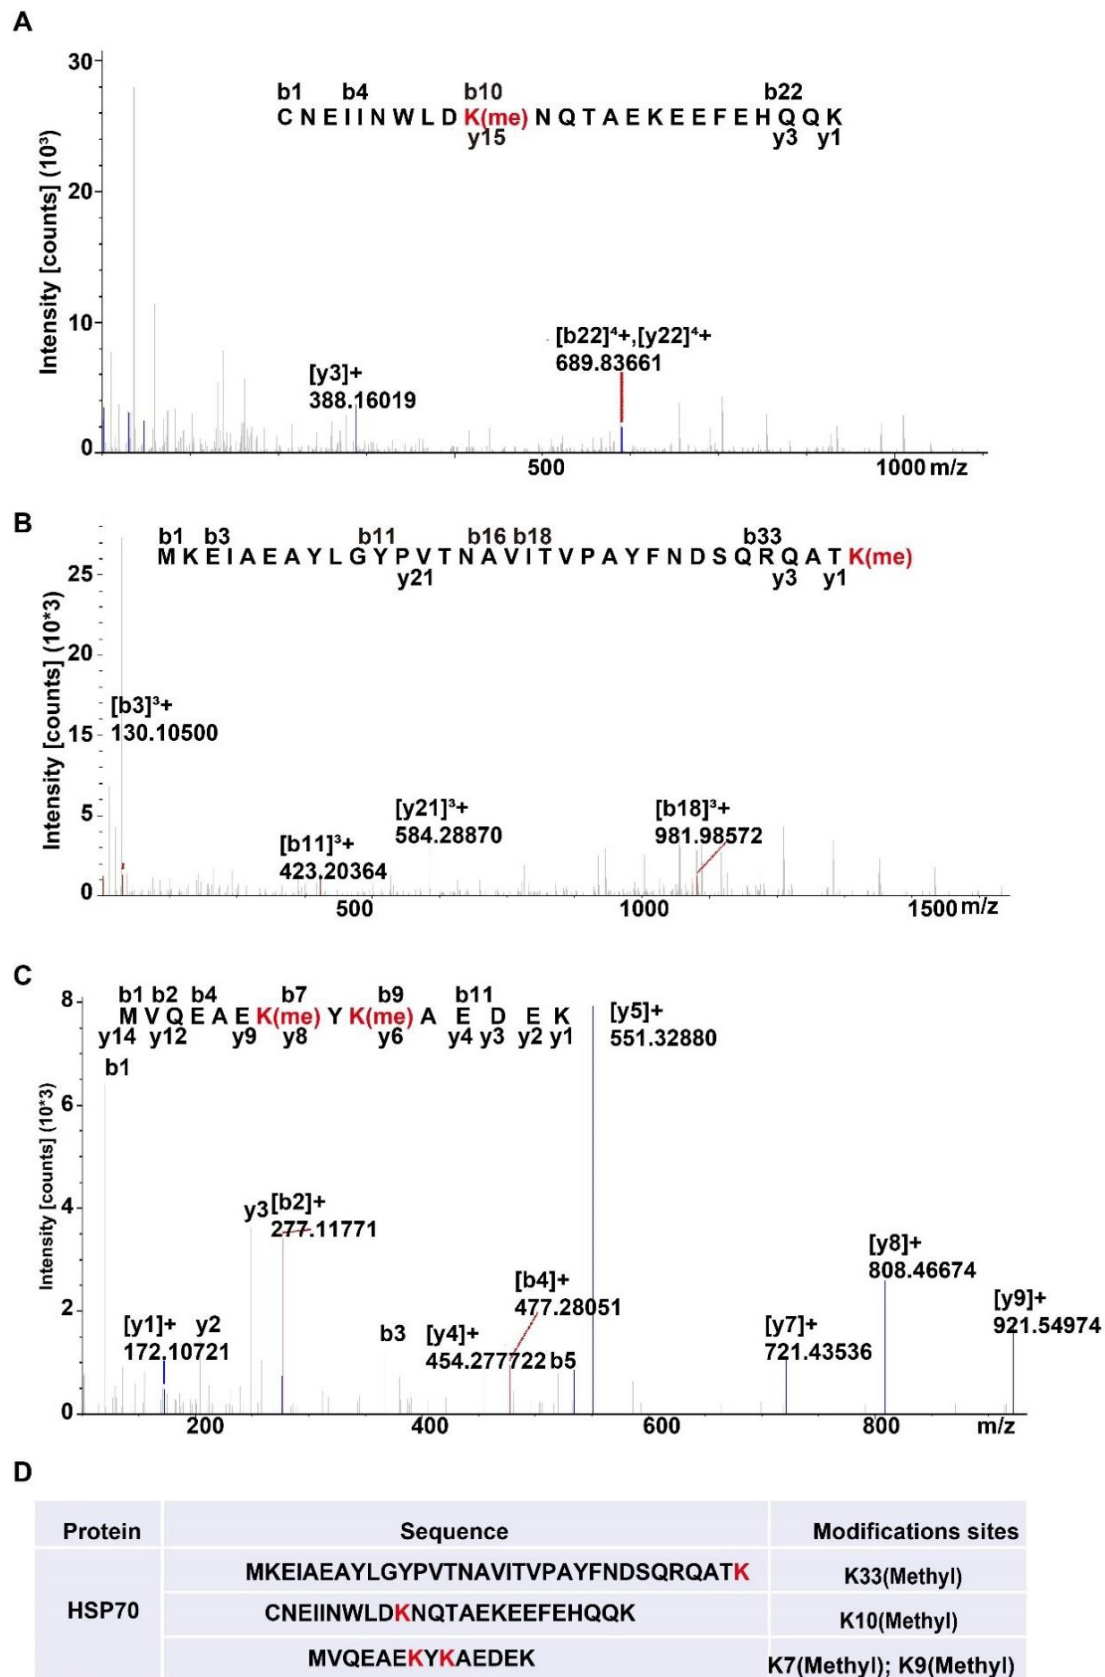 A
30
20
10
0
Intensity [counts] (10³)
b1 b4 b10 b22
C N E I I N W L D K(me) N Q T A E K E E F E H Q Q K
y15 y3 y1
[y3]+
388.16019
[b22]⁴+,[y22]⁴+
689.83661
500 1000 m/z
B
25
20
15
5
0
Intensity [counts] (10*3)
b1 b3 b11 b16 b18 b33
M K E I A E A Y L G Y P V T N A V I T V P A Y F N D S Q R Q A T K(me)
y21 y3 y1
[b3]³+
130.10500
[b11]³+
423.20364
[y21]³+
584.28870
[b18]³+
981.98572
500 1000 1500 m/z
C
8
6
4
2
0
Intensity [counts] (10*3)
b1 b2 b4 b7 b9 b11
M V Q E A E K(me) Y K(me) A E D E K
y14 y12 y9 y8 y6 y4 y3 y2 y1
b1
[y5]+
551.32880
y3 [b2]+
277.11771
[y1]+ y2
172.10721
b3
[y4]+
454.277722 b5
[b4]+
477.28051
[y7]+
721.43536
[y8]+
808.46674
[y9]+
921.54974
200 400 600 800 m/z
D
Protein Sequence Modifications sites
HSP70
MKEIAEAYLGYPVTNAVITVPAYFNDSQRQATK K33(Methyl)
CNEIINWLDKNQTAEKEEFEHQQK K10(Methyl)
MVQEAEKYKAEDEK K7(Methyl); K9(Methyl)